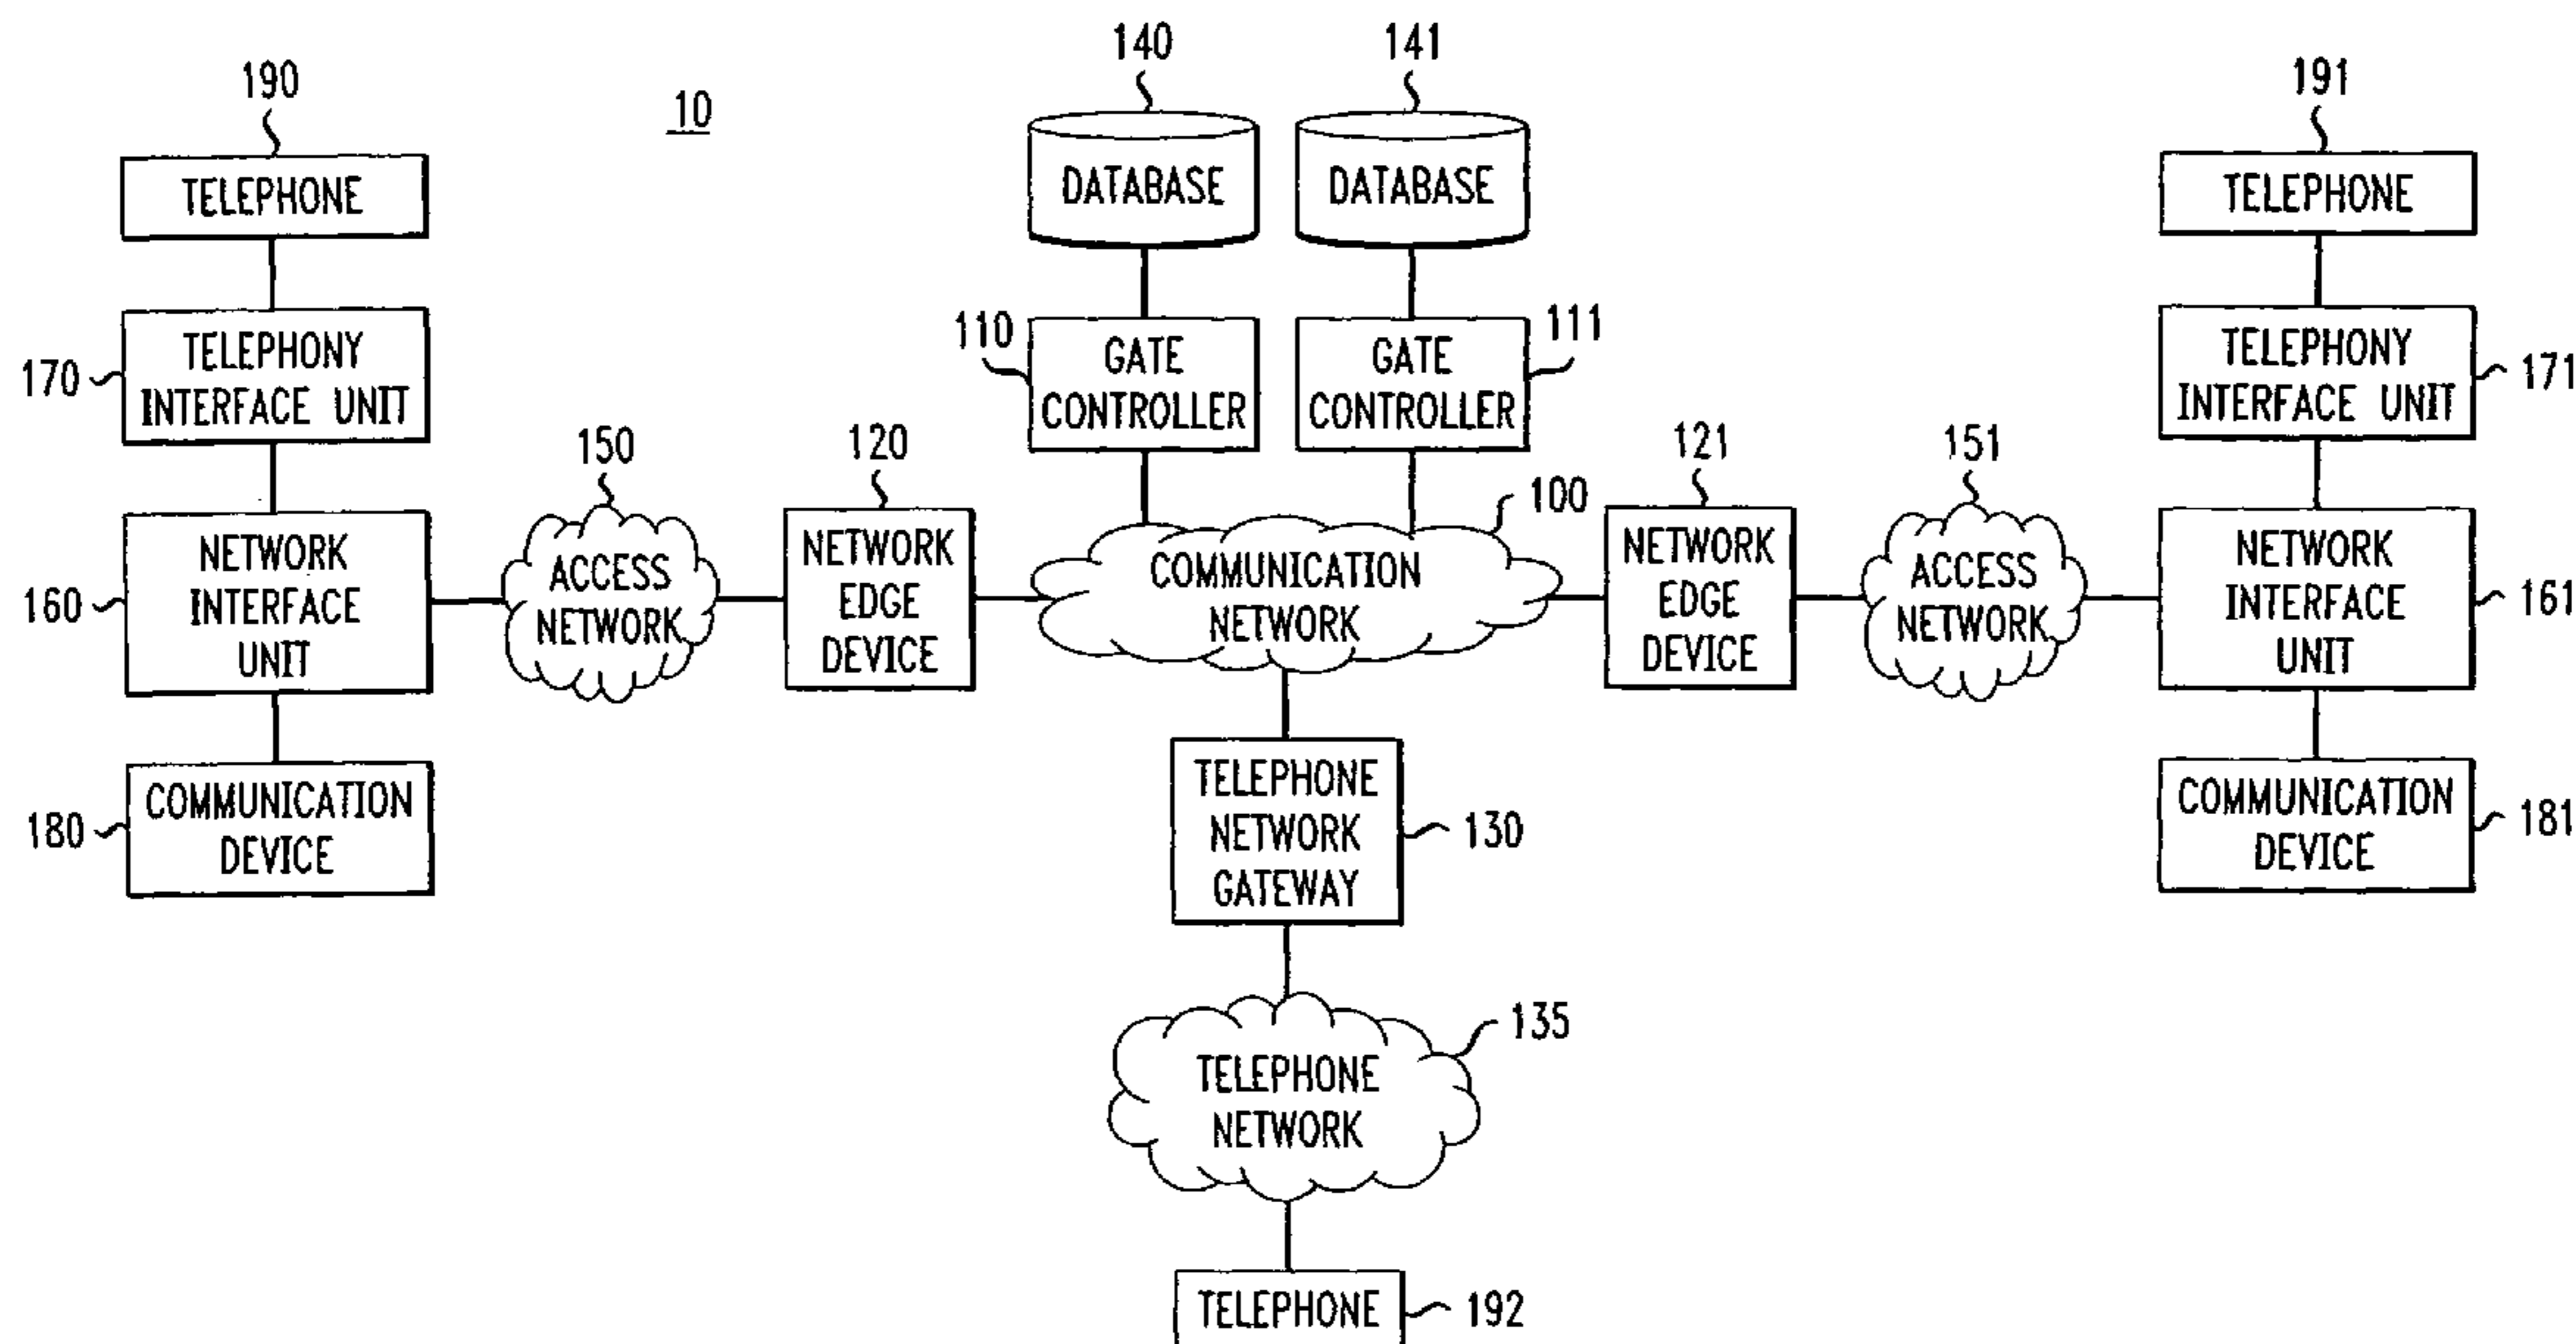 10
190
TELEPHONE
170
TELEPHONY
INTERFACE UNIT
160
NETWORK
INTERFACE
UNIT
180
COMMUNICATION
DEVICE
150
ACCESS
NETWORK
120
NETWORK
EDGE
DEVICE
140
DATABASE
141
DATABASE
110
GATE
CONTROLLER
111
GATE
CONTROLLER
100
COMMUNICATION
NETWORK
130
TELEPHONE
NETWORK
GATEWAY
135
TELEPHONE
NETWORK
TELEPHONE
192
121
NETWORK
EDGE
DEVICE
151
ACCESS
NETWORK
191
TELEPHONE
171
TELEPHONY
INTERFACE UNIT
161
NETWORK
INTERFACE
UNIT
181
COMMUNICATION
DEVICE